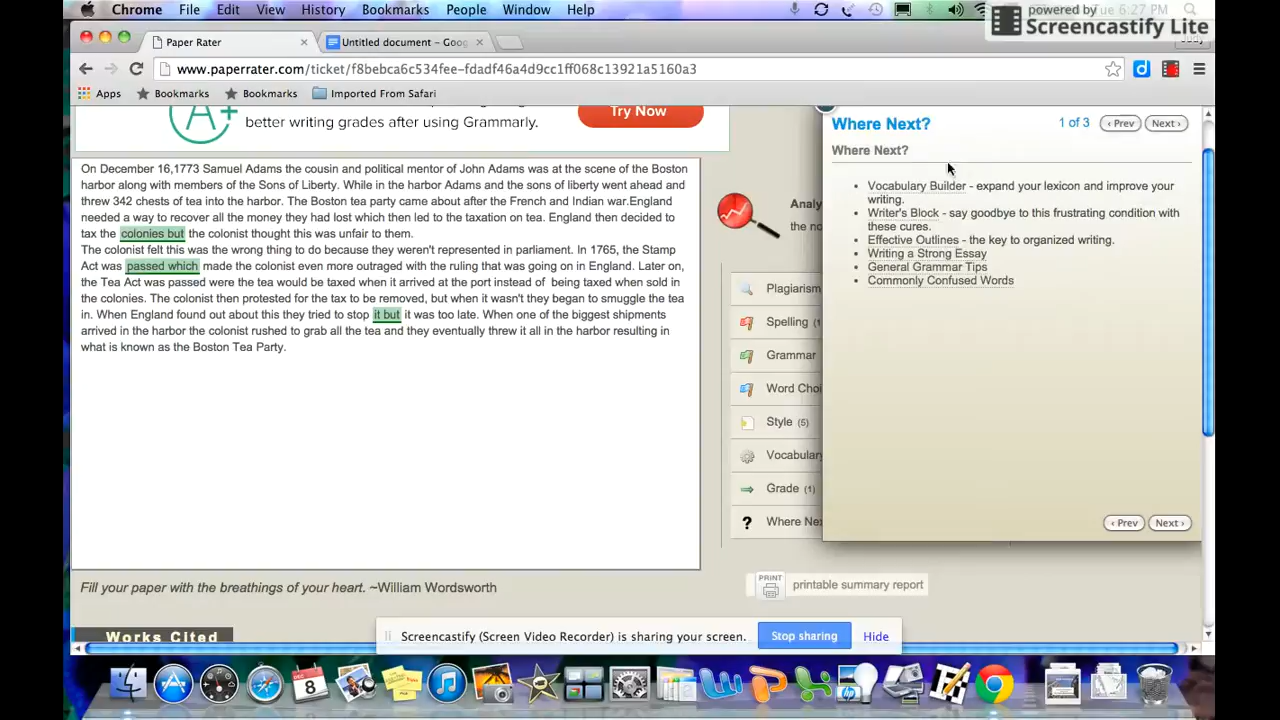 Chrome File Edit View History Bookmarks People Window Help Tue 6:27 PM
powered by
Screencastify Lite
Paper Rater × Untitled document – Goog ×
www.paperrater.com/ticket/f8bebca6c534fee-fdadf46a4d9cc1ff068c13921a5160a3
Apps Bookmarks Bookmarks Imported From Safari
A+ Try Now
better writing grades after using Grammarly.
On December 16,1773 Samuel Adams the cousin and political mentor of John Adams was at the scene of the Boston
harbor along with members of the Sons of Liberty. While in the harbor Adams and the sons of liberty went ahead and
threw 342 chests of tea into the harbor. The Boston tea party came about after the French and Indian war.England
needed a way to recover all the money they had lost which then led to the taxation on tea. England then decided to
tax the colonies but the colonist thought this was unfair to them.
The colonist felt this was the wrong thing to do because they weren't represented in parliament. In 1765, the Stamp
Act was passed which made the colonist even more outraged with the ruling that was going on in England. Later on,
the Tea Act was passed were the tea would be taxed when it arrived at the port instead of being taxed when sold in
the colonies. The colonist then protested for the tax to be removed, but when it wasn't they began to smuggle the tea
in. When England found out about this they tried to stop it but it was too late. When one of the biggest shipments
arrived in the harbor the colonist rushed to grab all the tea and they eventually threw it all in the harbor resulting in
what is known as the Boston Tea Party.
Fill your paper with the breathings of your heart. ~William Wordsworth
Works Cited
Analy
the no
Plagiarism
Spelling (1
Grammar
Word Choi
Style (5)
Vocabulary
Grade (1)
? Where Nex
Where Next? 1 of 3 ‹ Prev Next ›
Where Next?
• Vocabulary Builder - expand your lexicon and improve your
writing.
• Writer's Block - say goodbye to this frustrating condition with
these cures.
• Effective Outlines - the key to organized writing.
• Writing a Strong Essay
• General Grammar Tips
• Commonly Confused Words
‹ Prev Next ›
PRINT printable summary report
Screencastify (Screen Video Recorder) is sharing your screen. Stop sharing Hide
DEC
8